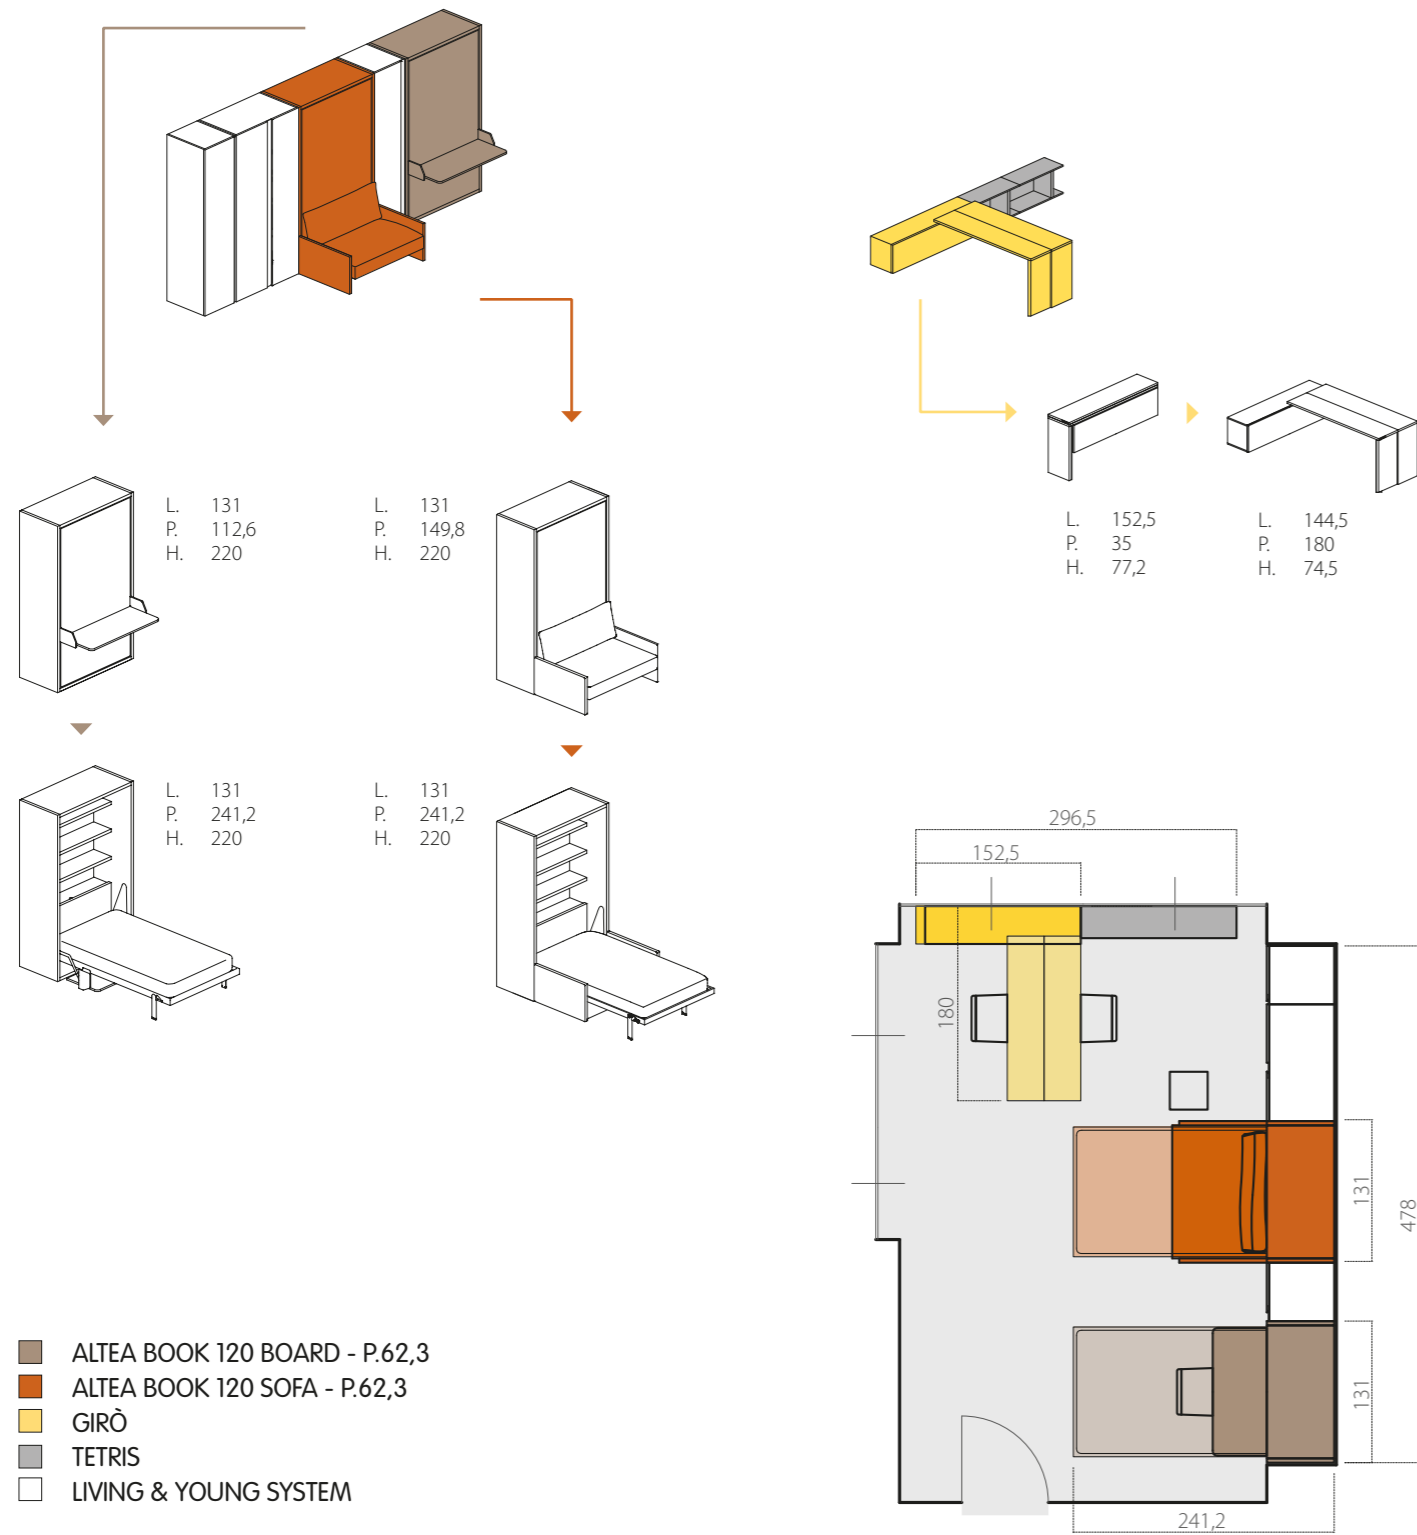 L. 131
P. 112,6
H. 220
L. 131
P. 149,8
H. 220
L. 152,5
P. 35
H. 77,2
L. 144,5
P. 180
H. 74,5
L. 131
P. 241,2
H. 220
L. 131
P. 241,2
H. 220
296,5
152,5
180
131
478
131
241,2
ALTEA BOOK 120 BOARD - P.62,3
ALTEA BOOK 120 SOFA - P.62,3
GIRÒ
TETRIS
LIVING & YOUNG SYSTEM